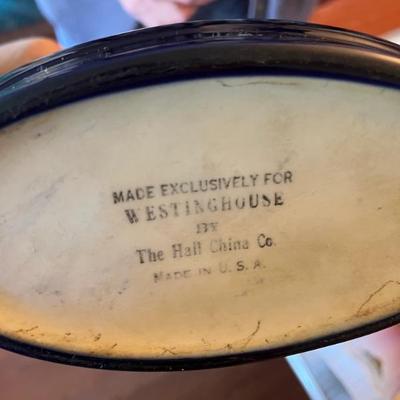 MADE EXCLUSIVELY FOR
WESTINGHOUSE
BY
The Hall China Co.
MADE IN U. S. A.